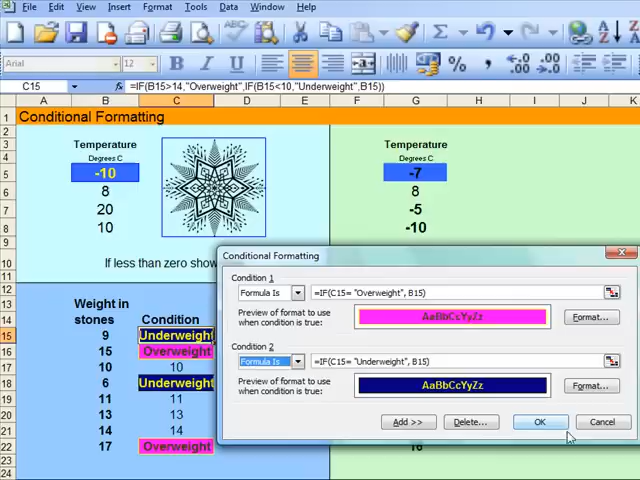 File Edit View Insert Format Tools Data Window Help
Arial 12 B I U
C15 fx =IF(B15>14,"Overweight",IF(B15<10,"Underweight",B15))
A B C D E F G H I J K
1 Conditional Formatting
2
3 Temperature Temperature
4 Degrees C Degrees C
5 -10 -7
6 8 8
7 20 -5
8 10 -10
9
10 If less than zero show
11
12
13 Weight in
14 stones Condition
15 9 Underweight
16 15 Overweight
17 10 10
18 6 Underweight
19 11 11
20 13 13
21 14 14
22 17 Overweight 16
23
24
Conditional Formatting
Condition 1
Formula Is =IF(C15= "Overweight", B15)
Preview of format to use
when condition is true:
AaBbCcYyZz
Format...
Condition 2
Formula Is =IF(C15= "Underweight", B15)
Preview of format to use
when condition is true:
AaBbCcYyZz
Format...
Add >> Delete... OK Cancel